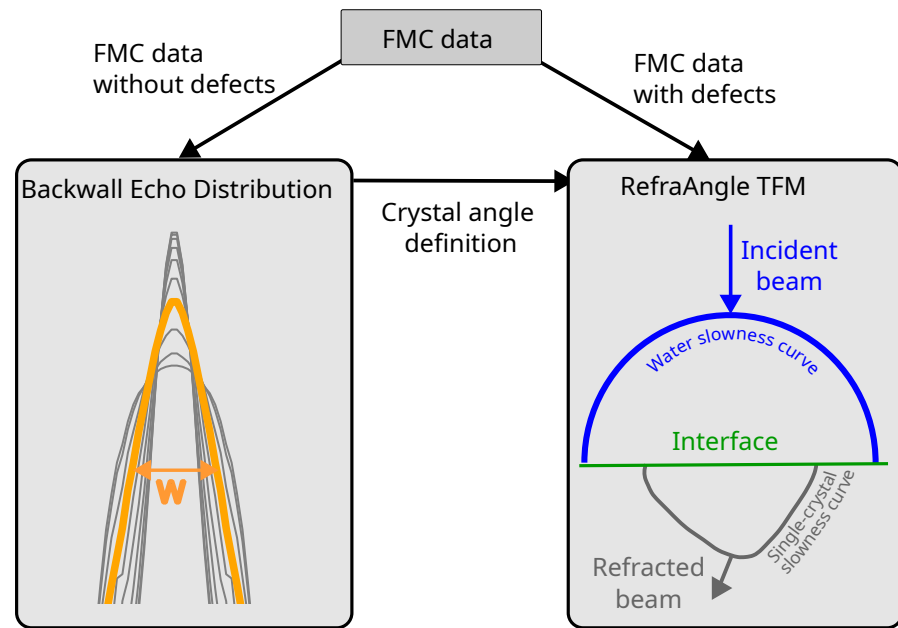 FMC data
FMC data
without defects
FMC data
with defects
Backwall Echo Distribution
Crystal angle
definition
RefraAngle TFM
Incident
beam
Water slowness curve
Interface
W
Single-crystal
slowness curve
Refracted
beam